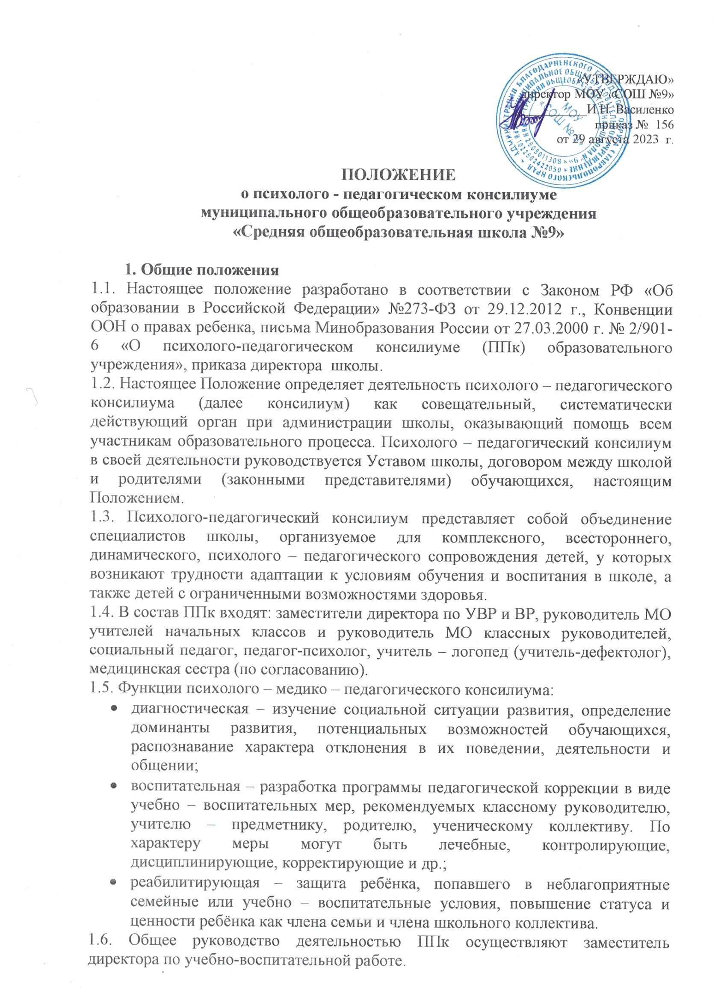 «УТВЕРЖДАЮ»
директор МОУ «СОШ №9»
И.Н. Василенко
приказ № 156
от 29 августа 2023 г.
АДМИНИСТРАЦИЯ БЛАГОДАРНЕНСКОГО ГОРОДСКОГО ОКРУГА СТАВРОПОЛЬСКОГО КРАЯ
МУНИЦИПАЛЬНОЕ ОБЩЕОБРАЗОВАТЕЛЬНОЕ УЧРЕЖДЕНИЕ
«СРЕДНЯЯ ОБЩЕОБРАЗОВАТЕЛЬНАЯ ШКОЛА № 9»
1022602422050
ИНН 2605011308
МОУ
«СОШ № 9»
ПОЛОЖЕНИЕ
о психолого - педагогическом консилиуме
муниципального общеобразовательного учреждения
«Средняя общеобразовательная школа №9»
1. Общие положения
1.1. Настоящее положение разработано в соответствии с Законом РФ «Об
образовании в Российской Федерации» №273-ФЗ от 29.12.2012 г., Конвенции
ООН о правах ребенка, письма Минобразования России от 27.03.2000 г. № 2/901-
6 «О психолого-педагогическом консилиуме (ППк) образовательного
учреждения», приказа директора школы.
1.2. Настоящее Положение определяет деятельность психолого – педагогического
консилиума (далее консилиум) как совещательный, систематически
действующий орган при администрации школы, оказывающий помощь всем
участникам образовательного процесса. Психолого – педагогический консилиум
в своей деятельности руководствуется Уставом школы, договором между школой
и родителями (законными представителями) обучающихся, настоящим
Положением.
1.3. Психолого-педагогический консилиум представляет собой объединение
специалистов школы, организуемое для комплексного, всестороннего,
динамического, психолого – педагогического сопровождения детей, у которых
возникают трудности адаптации к условиям обучения и воспитания в школе, а
также детей с ограниченными возможностями здоровья.
1.4. В состав ППк входят: заместители директора по УВР и ВР, руководитель МО
учителей начальных классов и руководитель МО классных руководителей,
социальный педагог, педагог-психолог, учитель – логопед (учитель-дефектолог),
медицинская сестра (по согласованию).
1.5. Функции психолого – медико – педагогического консилиума:
• диагностическая – изучение социальной ситуации развития, определение
доминанты развития, потенциальных возможностей обучающихся,
распознавание характера отклонения в их поведении, деятельности и
общении;
• воспитательная – разработка программы педагогической коррекции в виде
учебно – воспитательных мер, рекомендуемых классному руководителю,
учителю – предметнику, родителю, ученическому коллективу. По
характеру меры могут быть лечебные, контролирующие,
дисциплинирующие, корректирующие и др.;
• реабилитирующая – защита ребёнка, попавшего в неблагоприятные
семейные или учебно – воспитательные условия, повышение статуса и
ценности ребёнка как члена семьи и члена школьного коллектива.
1.6. Общее руководство деятельностью ППк осуществляют заместитель
директора по учебно-воспитательной работе.